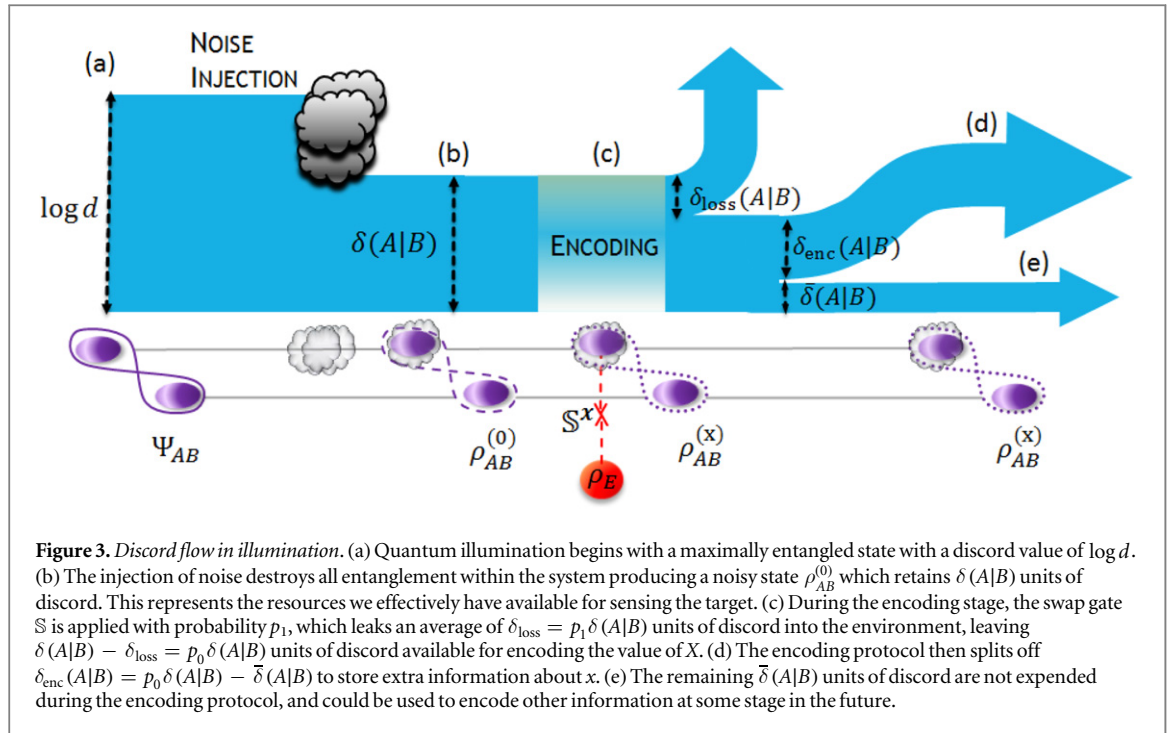 (a)
NOISE
INJECTION
(b)
(c)
(d)
(e)
log d
δ(A|B)
ENCODING
δ_loss(A|B)
δ_enc(A|B)
δ̄(A|B)
Ψ_AB
ρ_AB^(0)
𝕊^x
ρ_E
ρ_AB^(x)
ρ_AB^(x)
Figure 3. Discord flow in illumination. (a) Quantum illumination begins with a maximally entangled state with a discord value of log d.
(b) The injection of noise destroys all entanglement within the system producing a noisy state ρ_AB^(0) which retains δ(A|B) units of
discord. This represents the resources we effectively have available for sensing the target. (c) During the encoding stage, the swap gate
𝕊 is applied with probability p₁, which leaks an average of δ_loss = p₁δ(A|B) units of discord into the environment, leaving
δ(A|B) − δ_loss = p₀δ(A|B) units of discord available for encoding the value of X. (d) The encoding protocol then splits off
δ_enc(A|B) = p₀δ(A|B) − δ̄(A|B) to store extra information about x. (e) The remaining δ̄(A|B) units of discord are not expended
during the encoding protocol, and could be used to encode other information at some stage in the future.